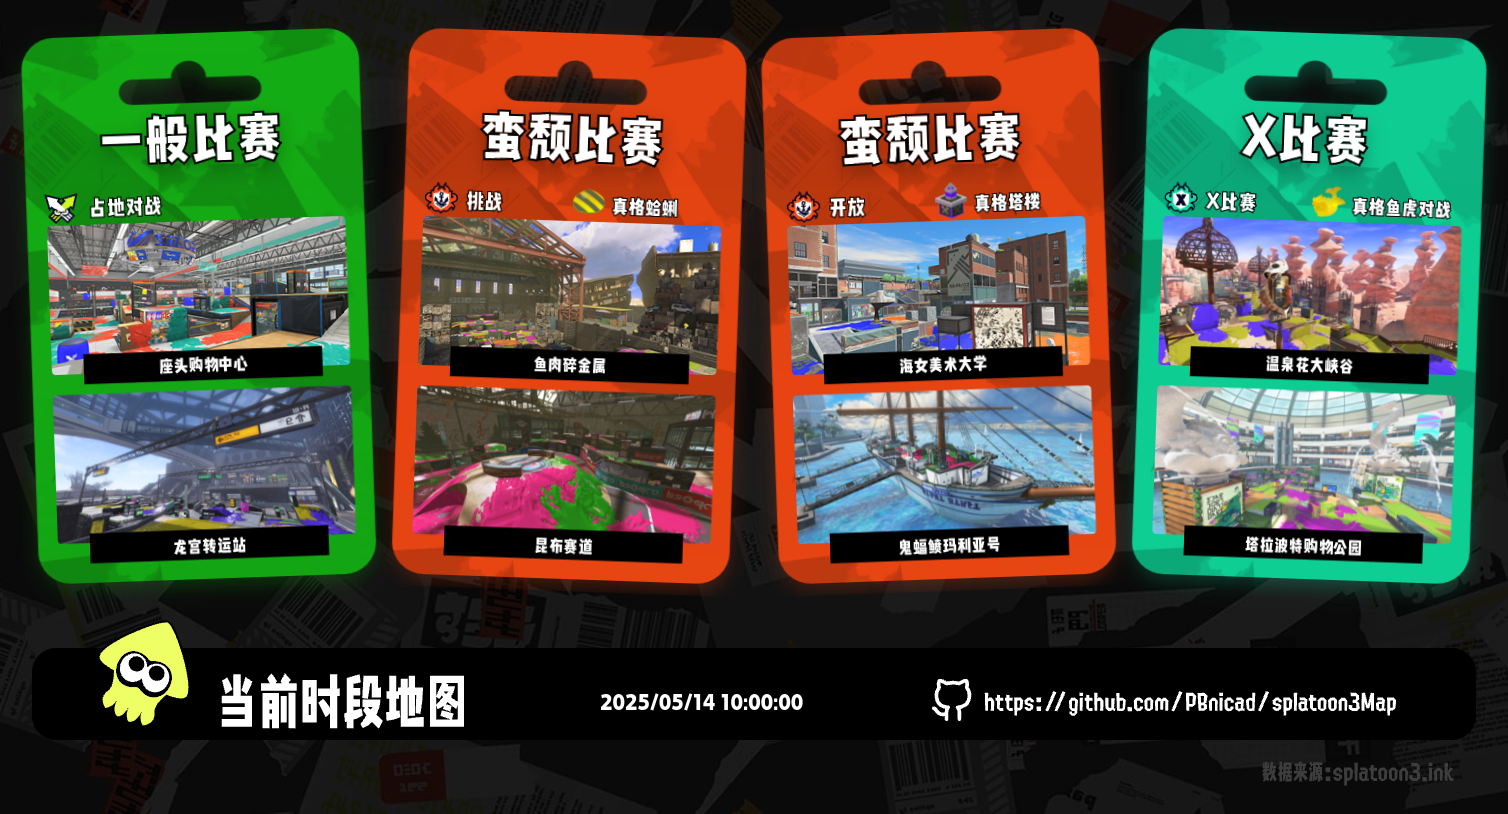 一般比赛
占地对战
座头购物中心
龙宫转运站
蛮颓比赛
挑战
真格蛤蜊
鱼肉碎金属
昆布赛道
蛮颓比赛
开放
真格塔楼
海女美术大学
鬼蝠鲼玛利亚号
X比赛
X比赛
真格鱼虎对战
温泉花大峡谷
塔拉波特购物公园
当前时段地图
2025/05/14 10:00:00
https://github.com/PBnicad/splatoon3Map
数据来源:splatoon3.ink